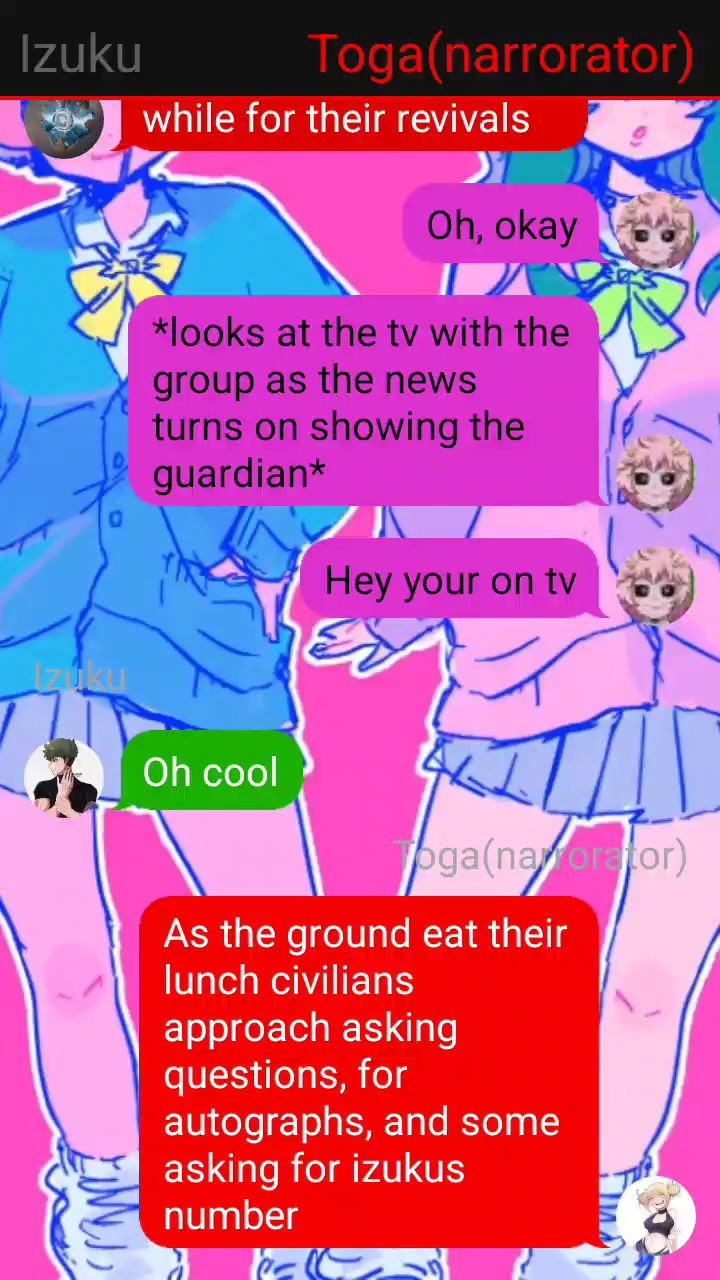 Izuku
Toga(narrorator)
while for their revivals
Oh, okay
*looks at the tv with the
group as the news
turns on showing the
guardian*
Hey your on tv
Izuku
Oh cool
Toga(narrorator)
As the ground eat their
lunch civilians
approach asking
questions, for
autographs, and some
asking for izukus
number